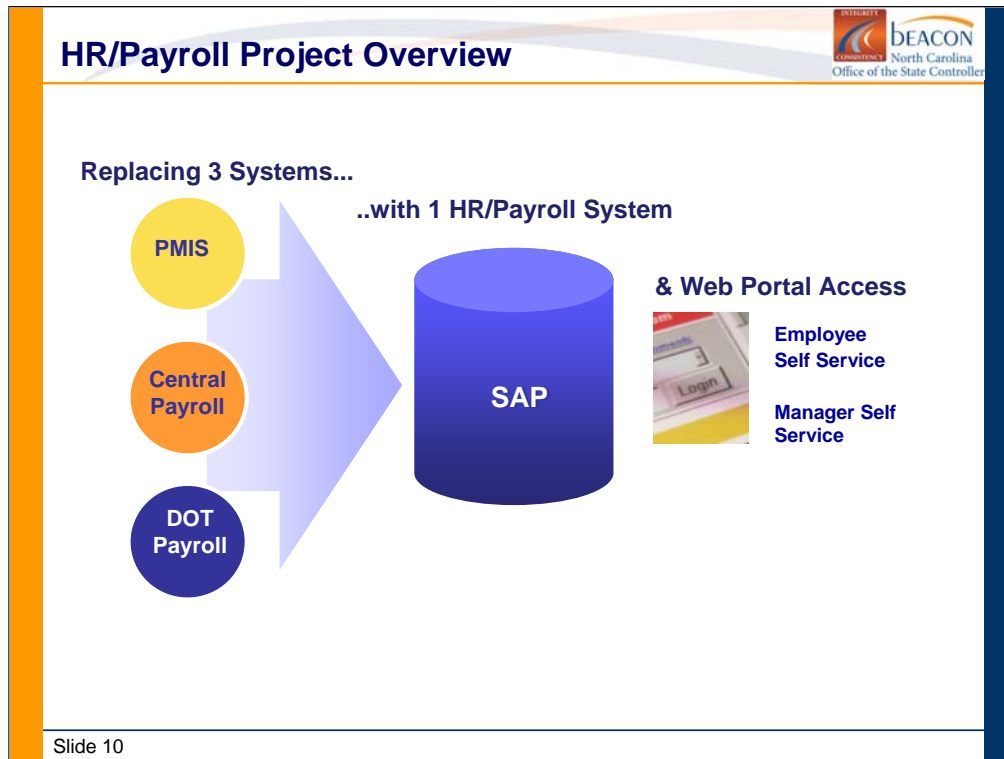 HR/Payroll Project Overview
INTEGRITY
CONSISTENCY
bEACON
North Carolina
Office of the State Controller
Replacing 3 Systems...
..with 1 HR/Payroll System
PMIS
Central
Payroll
DOT
Payroll
SAP
& Web Portal Access
Login
Employee
Self Service
Manager Self
Service
Slide 10